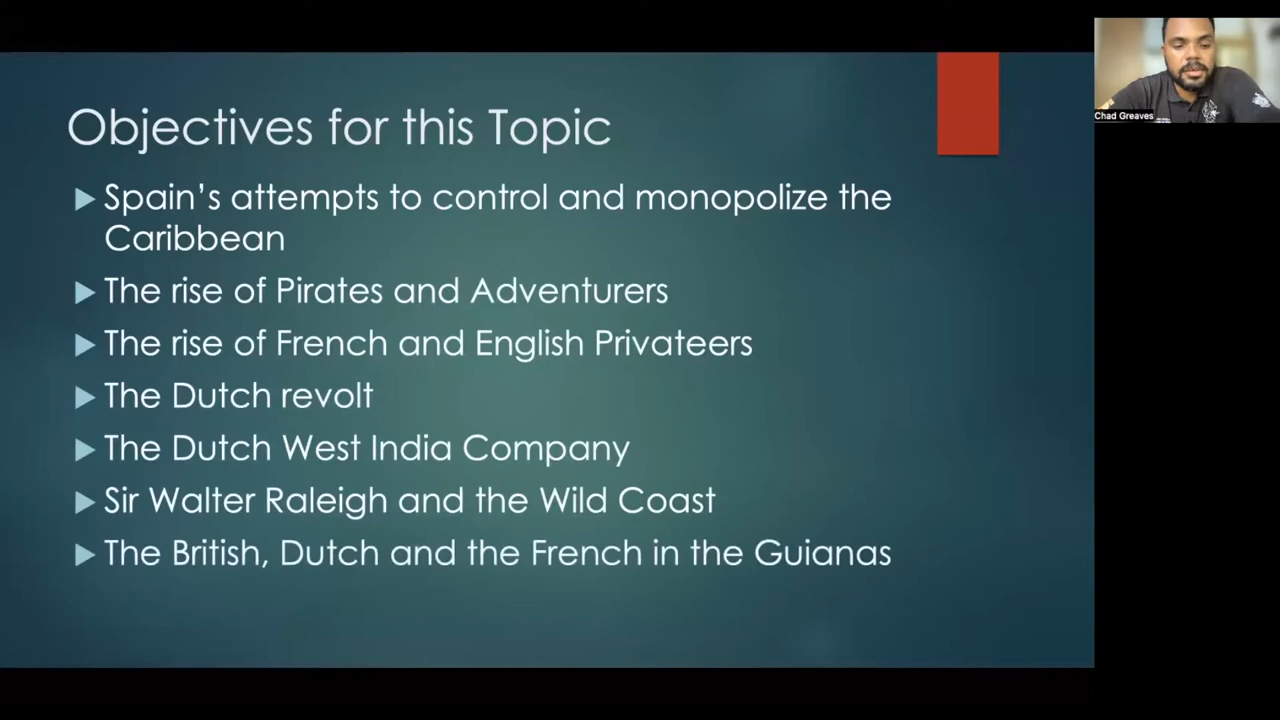 Objectives for this Topic
Spain's attempts to control and monopolize the
Caribbean
The rise of Pirates and Adventurers
The rise of French and English Privateers
The Dutch revolt
The Dutch West India Company
Sir Walter Raleigh and the Wild Coast
The British, Dutch and the French in the Guianas
Chad Greaves